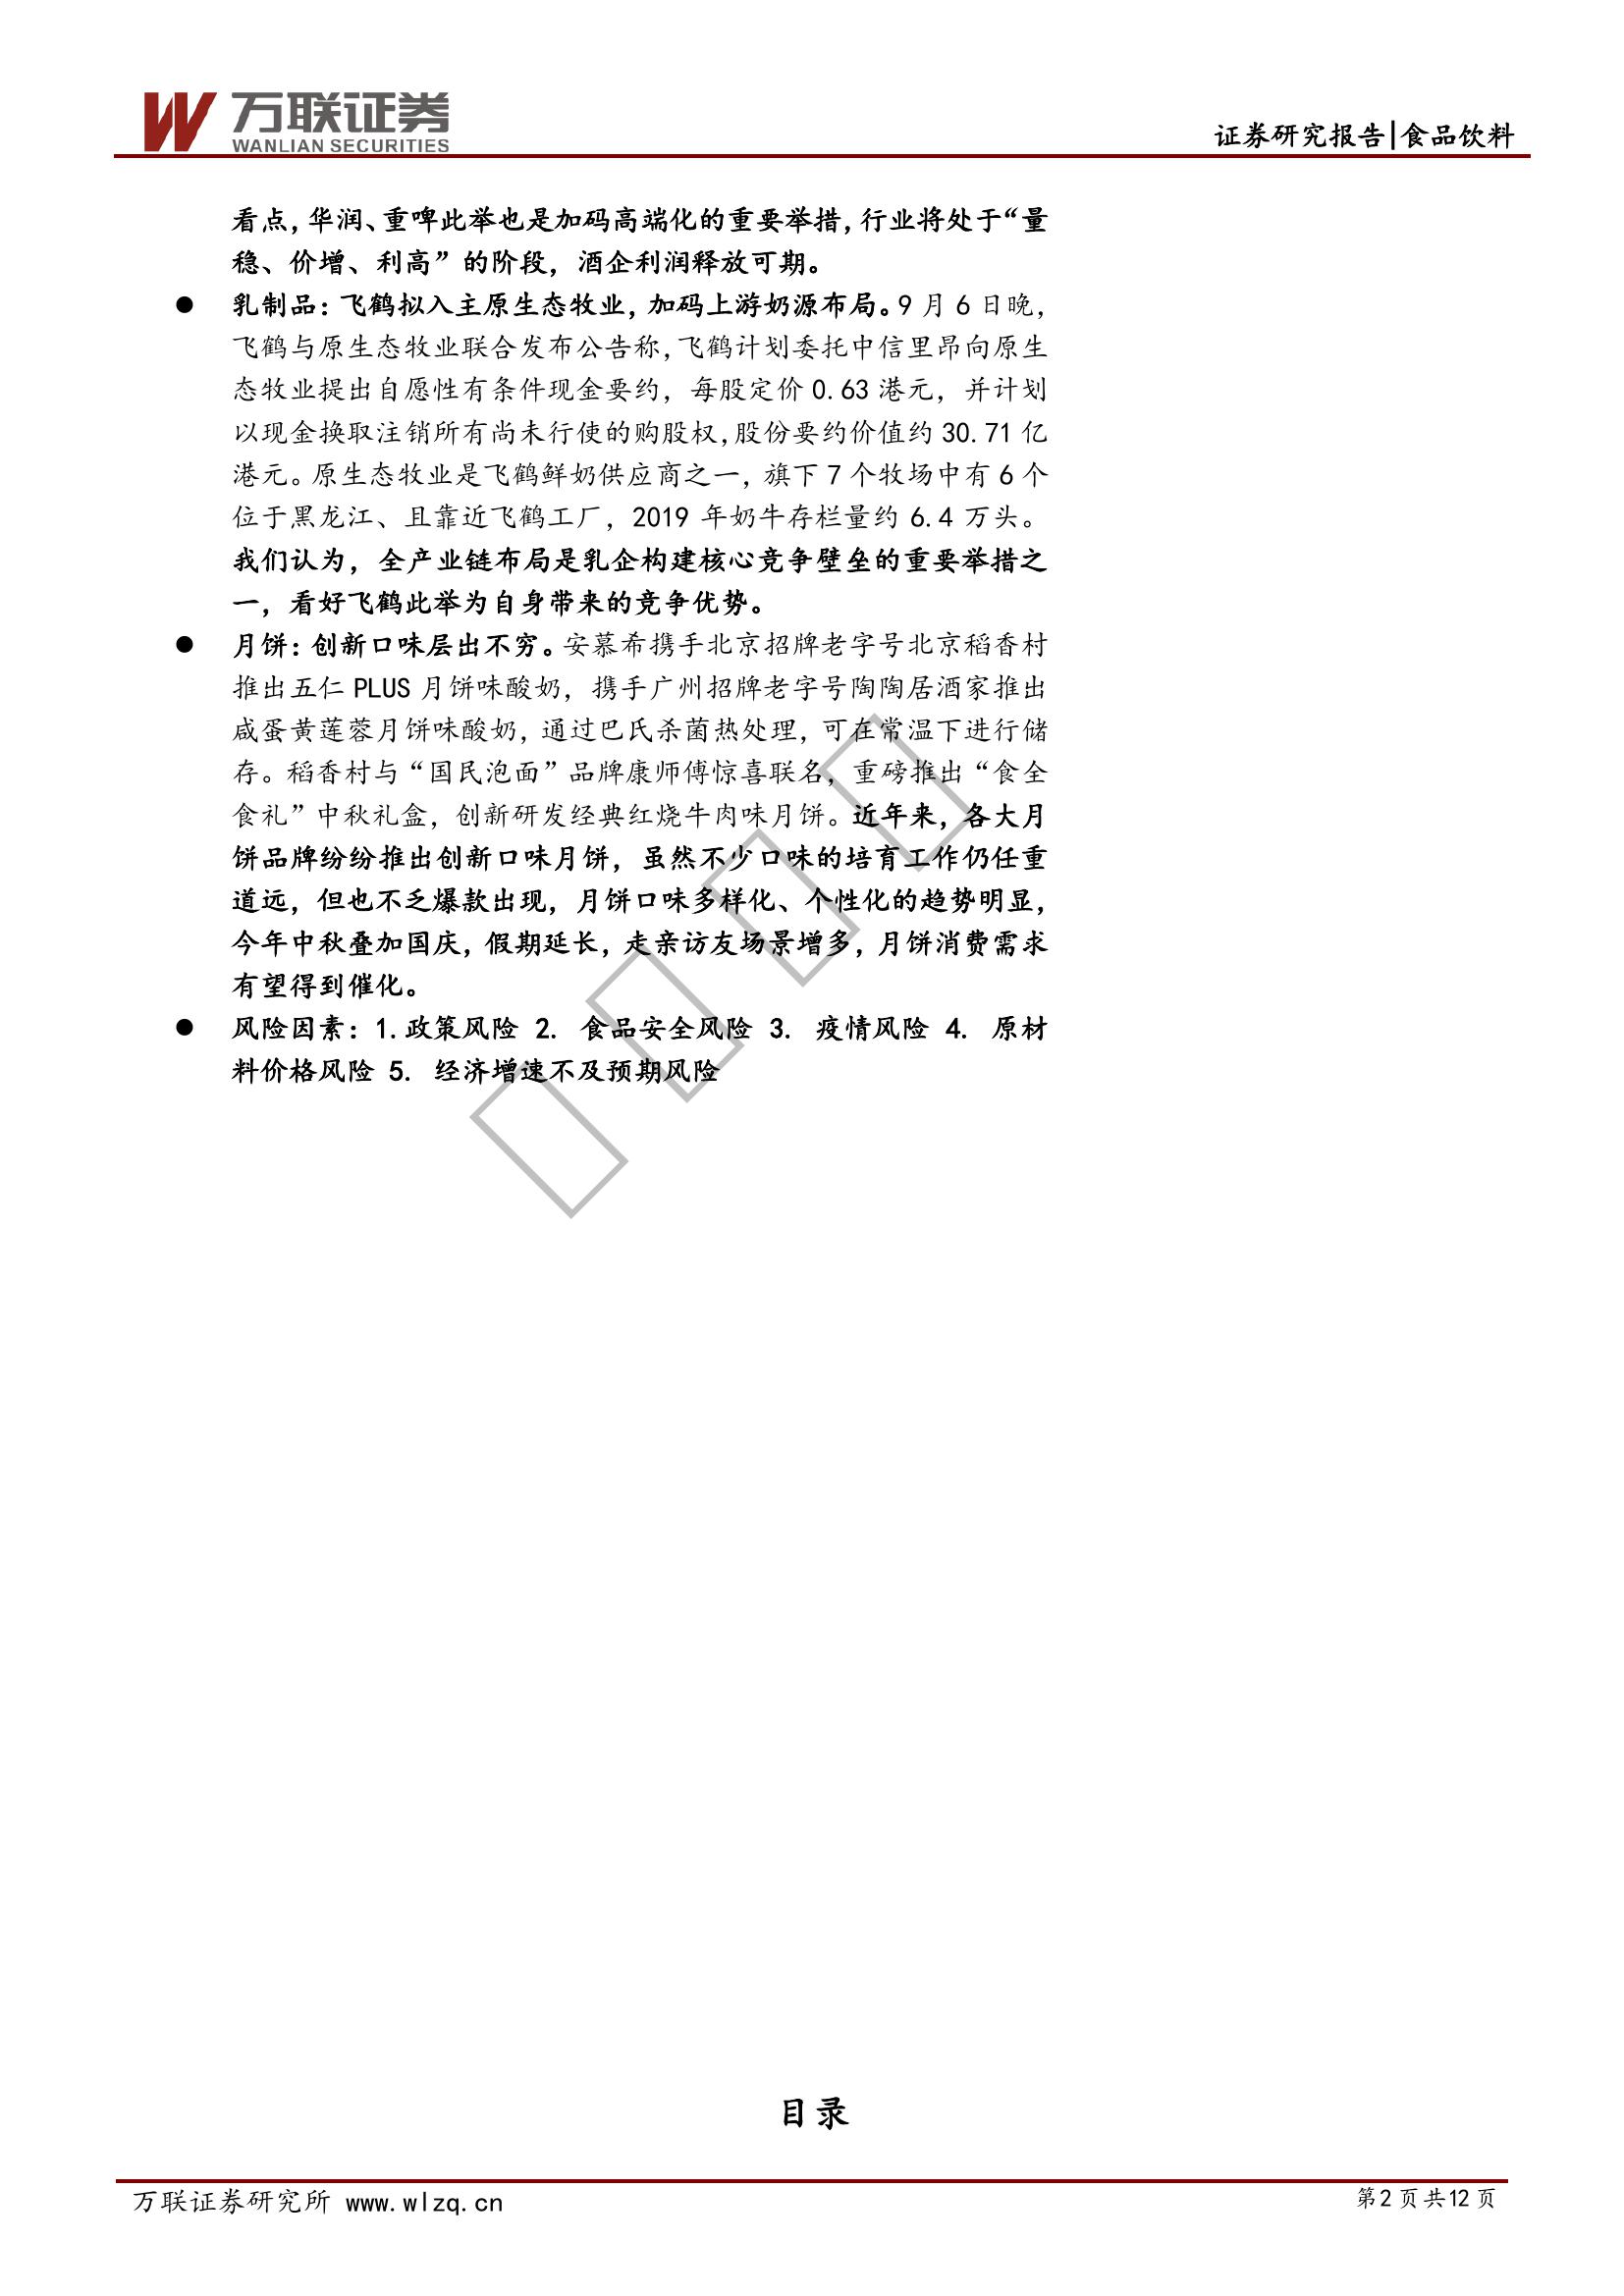 万联证券
WANLIAN SECURITIES
证券研究报告|食品饮料
看点，华润、重啤此举也是加码高端化的重要举措，行业将处于“量
稳、价增、利高”的阶段，酒企利润释放可期。
● 乳制品：飞鹤拟入主原生态牧业，加码上游奶源布局。9 月 6 日晚，
飞鹤与原生态牧业联合发布公告称，飞鹤计划委托中信里昂向原生
态牧业提出自愿性有条件现金要约，每股定价 0.63 港元，并计划
以现金换取注销所有尚未行使的购股权，股份要约价值约 30.71 亿
港元。原生态牧业是飞鹤鲜奶供应商之一，旗下 7 个牧场中有 6 个
位于黑龙江、且靠近飞鹤工厂，2019 年奶牛存栏量约 6.4 万头。
我们认为，全产业链布局是乳企构建核心竞争壁垒的重要举措之
一，看好飞鹤此举为自身带来的竞争优势。
● 月饼：创新口味层出不穷。安慕希携手北京招牌老字号北京稻香村
推出五仁 PLUS 月饼味酸奶，携手广州招牌老字号陶陶居酒家推出
咸蛋黄莲蓉月饼味酸奶，通过巴氏杀菌热处理，可在常温下进行储
存。稻香村与“国民泡面”品牌康师傅惊喜联名，重磅推出“食全
食礼”中秋礼盒，创新研发经典红烧牛肉味月饼。近年来，各大月
饼品牌纷纷推出创新口味月饼，虽然不少口味的培育工作仍任重
道远，但也不乏爆款出现，月饼口味多样化、个性化的趋势明显，
今年中秋叠加国庆，假期延长，走亲访友场景增多，月饼消费需求
有望得到催化。
● 风险因素：1.政策风险 2. 食品安全风险 3. 疫情风险 4. 原材
料价格风险 5. 经济增速不及预期风险
目录
万联证券研究所 www.wlzq.cn
第2页共12页